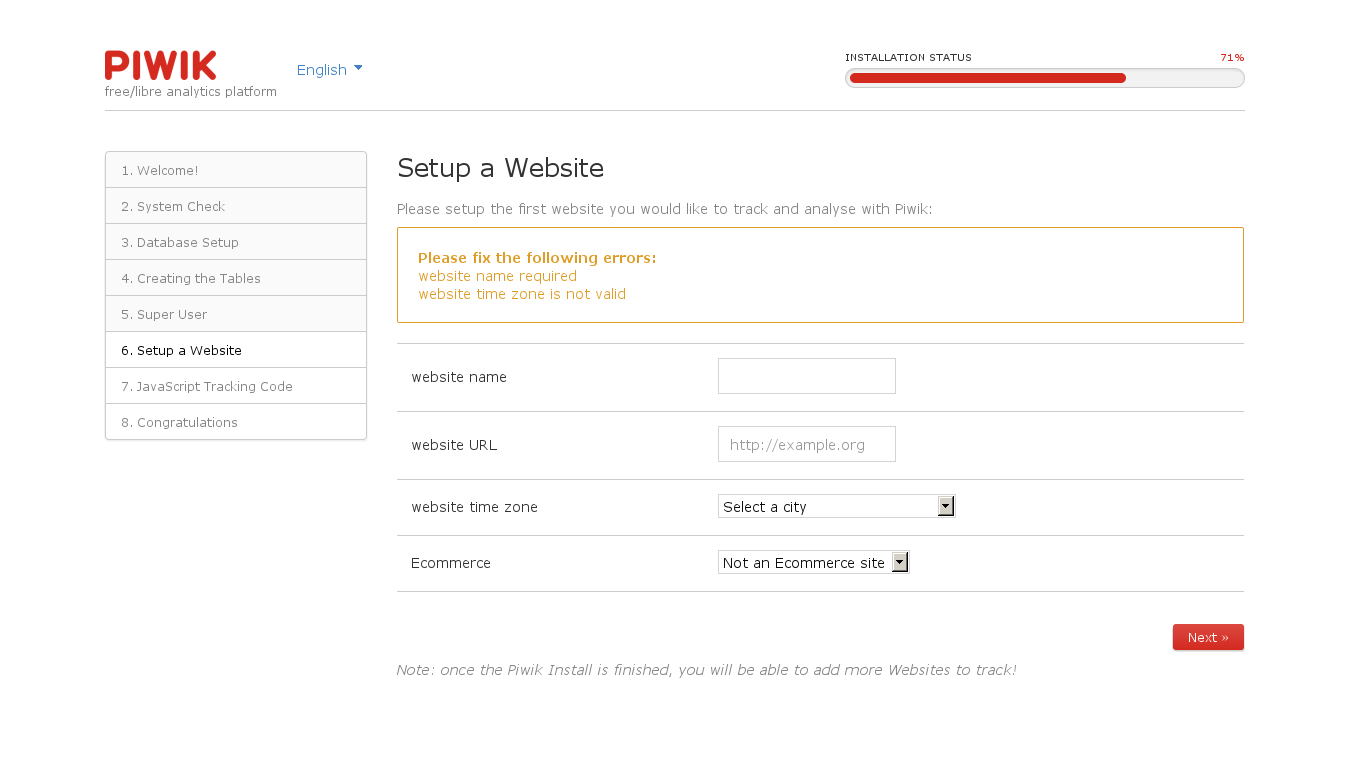 PIWIK
free/libre analytics platform
English
INSTALLATION STATUS
71%
1. Welcome!
2. System Check
3. Database Setup
4. Creating the Tables
5. Super User
6. Setup a Website
7. JavaScript Tracking Code
8. Congratulations
Setup a Website
Please setup the first website you would like to track and analyse with Piwik:
Please fix the following errors:
website name required
website time zone is not valid
website name
website URL
http://example.org
website time zone
Select a city
Ecommerce
Not an Ecommerce site
Next »
Note: once the Piwik Install is finished, you will be able to add more Websites to track!